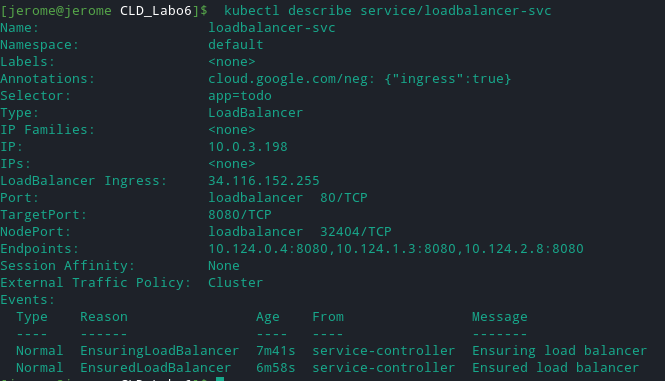 [jerome@jerome CLD_Labo6]$ kubectl describe service/loadbalancer-svc
Name: loadbalancer-svc
Namespace: default
Labels: <none>
Annotations: cloud.google.com/neg: {"ingress":true}
Selector: app=todo
Type: LoadBalancer
IP Families: <none>
IP: 10.0.3.198
IPs: <none>
LoadBalancer Ingress: 34.116.152.255
Port: loadbalancer 80/TCP
TargetPort: 8080/TCP
NodePort: loadbalancer 32404/TCP
Endpoints: 10.124.0.4:8080,10.124.1.3:8080,10.124.2.8:8080
Session Affinity: None
External Traffic Policy: Cluster
Events:
Type Reason Age From Message
---- ------ ---- ---- -------
Normal EnsuringLoadBalancer 7m41s service-controller Ensuring load balancer
Normal EnsuredLoadBalancer 6m58s service-controller Ensured load balancer